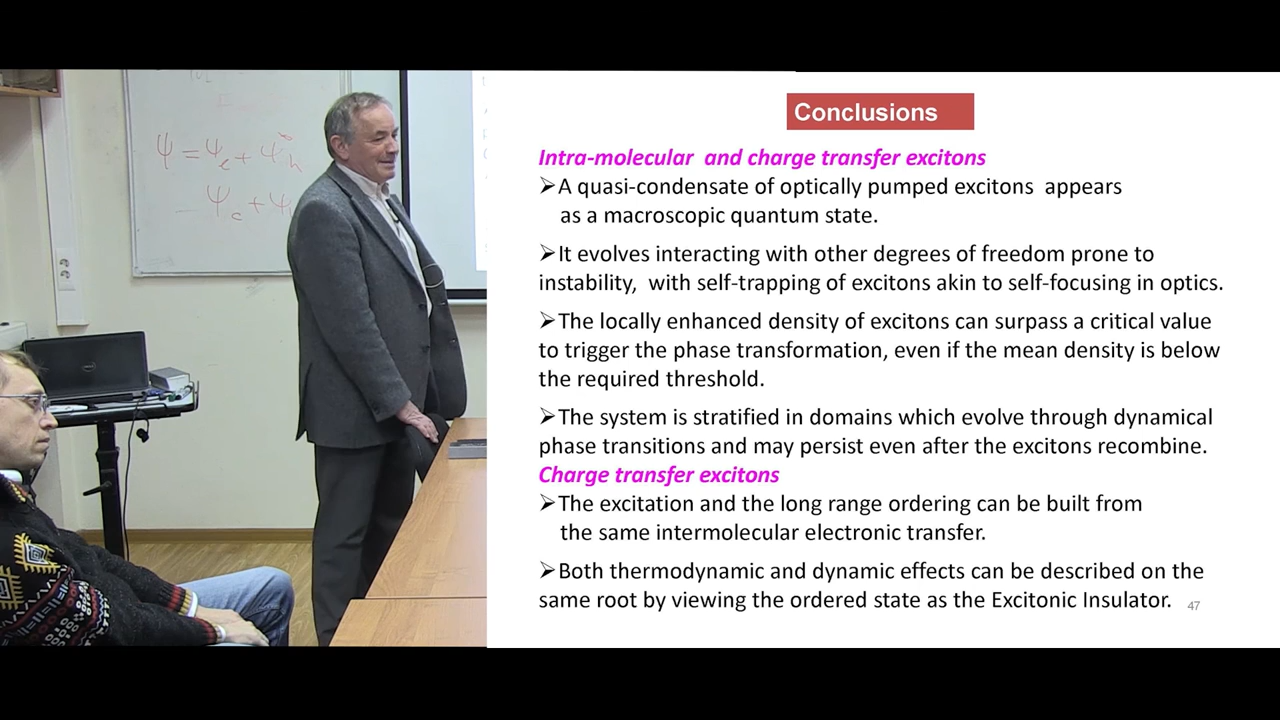 ψ = ψe + ψ*h
ψc + ψ
Conclusions
Intra-molecular and charge transfer excitons
➢A quasi-condensate of optically pumped excitons appears
as a macroscopic quantum state.
➢It evolves interacting with other degrees of freedom prone to
instability, with self-trapping of excitons akin to self-focusing in optics.
➢The locally enhanced density of excitons can surpass a critical value
to trigger the phase transformation, even if the mean density is below
the required threshold.
➢The system is stratified in domains which evolve through dynamical
phase transitions and may persist even after the excitons recombine.
Charge transfer excitons
➢The excitation and the long range ordering can be built from
the same intermolecular electronic transfer.
➢Both thermodynamic and dynamic effects can be described on the
same root by viewing the ordered state as the Excitonic Insulator.
47